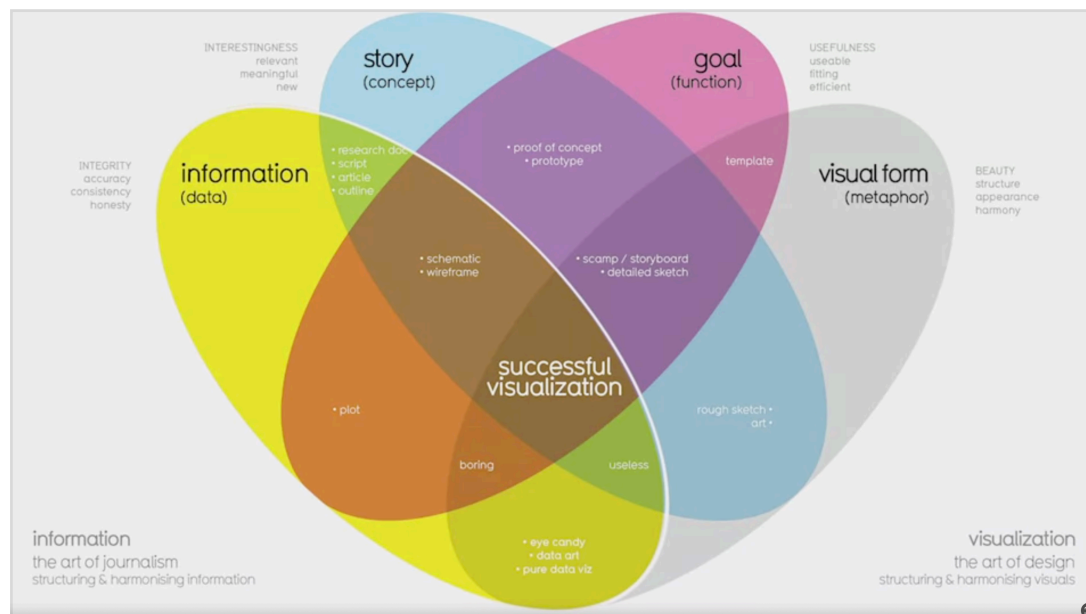 INTERESTINGNESS
relevant
meaningful
new
story
(concept)
goal
(function)
USEFULNESS
useable
fitting
efficient
INTEGRITY
accuracy
consistency
honesty
information
(data)
• research doc
• script
• article
• outline
• proof of concept
• prototype
template
visual form
(metaphor)
BEAUTY
structure
appearance
harmony
• schematic
• wireframe
• scamp / storyboard
• detailed sketch
successful
visualization
• plot
rough sketch •
art •
boring
useless
• eye candy
• data art
• pure data viz
information
the art of journalism
structuring & harmonising information
visualization
the art of design
structuring & harmonising visuals